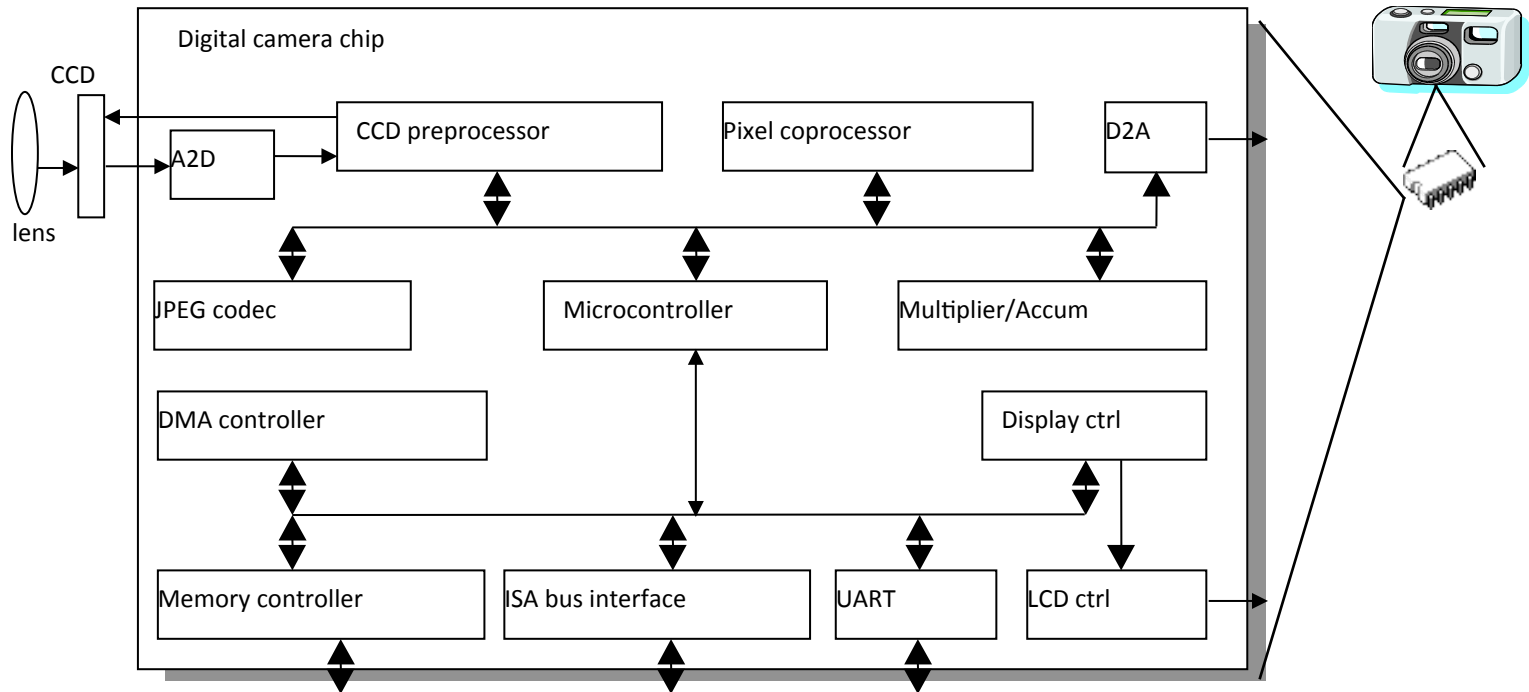 Digital camera chip
CCD
CCD preprocessor
Pixel coprocessor
D2A
A2D
lens
JPEG codec
Microcontroller
Multiplier/Accum
DMA controller
Display ctrl
Memory controller
ISA bus interface
UART
LCD ctrl